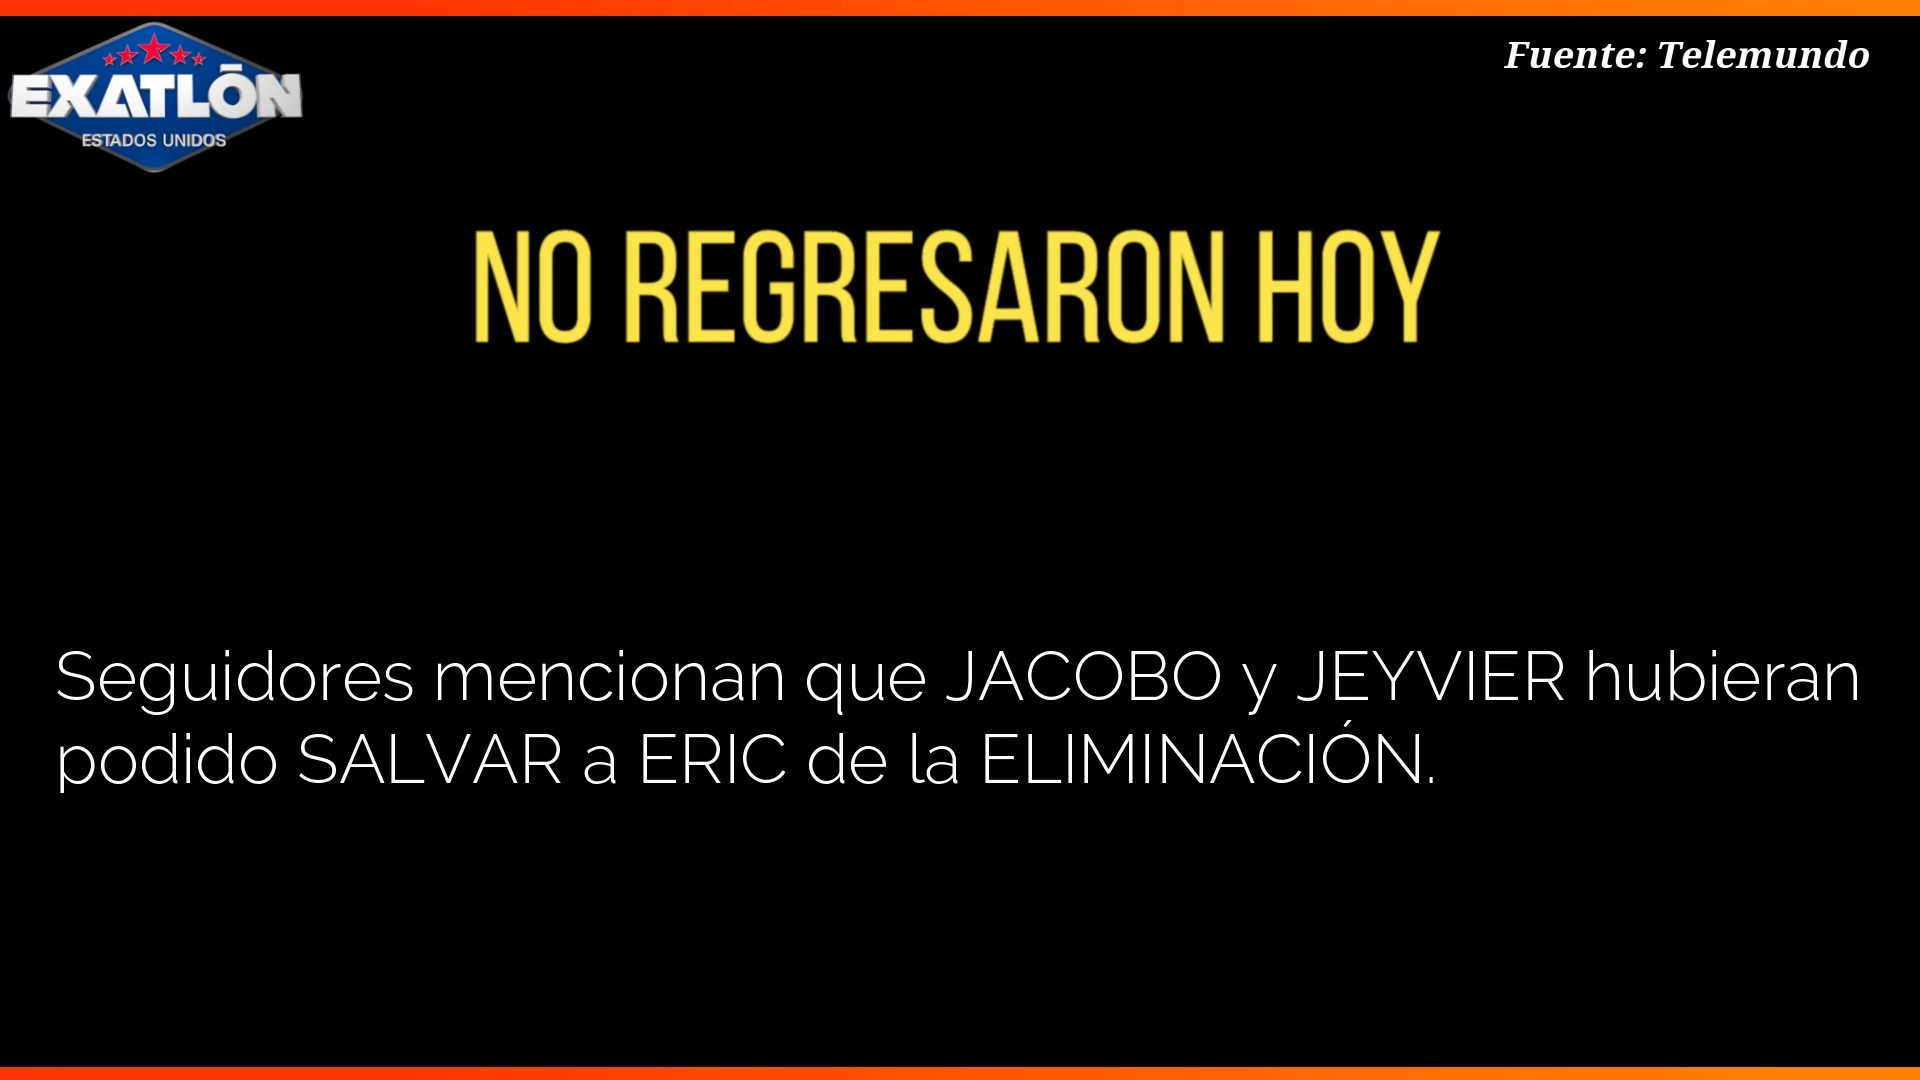 EXATLÓN
ESTADOS UNIDOS
Fuente: Telemundo
NO REGRESARON HOY
Seguidores mencionan que JACOBO y JEYVIER hubieran
podido SALVAR a ERIC de la ELIMINACIÓN.